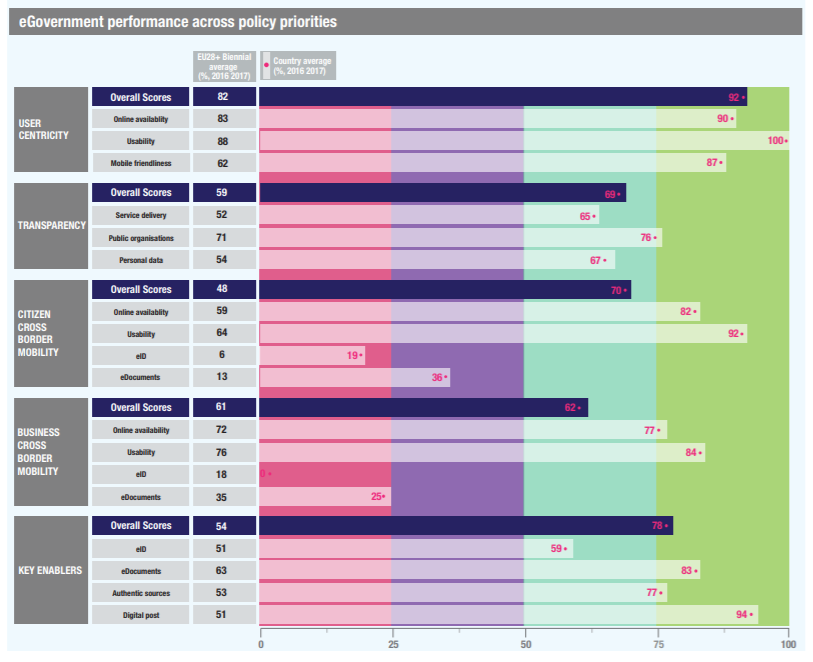 eGovernment performance across policy priorities
EU28+ Biennial
average
(%, 2016 2017)
Country average
(%, 2016 2017)
USER
CENTRICITY
Overall Scores 82 92
Online availablity 83 90
Usability 88 100
Mobile friendliness 62 87
TRANSPARENCY
Overall Scores 59 69
Service delivery 52 65
Public organisations 71 76
Personal data 54 67
CITIZEN
CROSS
BORDER
MOBILITY
Overall Scores 48 70
Online availablity 59 82
Usability 64 92
eID 6 19
eDocuments 13 36
BUSINESS
CROSS
BORDER
MOBILITY
Overall Scores 61 62
Online availability 72 77
Usability 76 84
eID 18 0
eDocuments 35 25
KEY ENABLERS
Overall Scores 54 78
eID 51 59
eDocuments 63 83
Authentic sources 53 77
Digital post 51 94
0 25 50 75 100